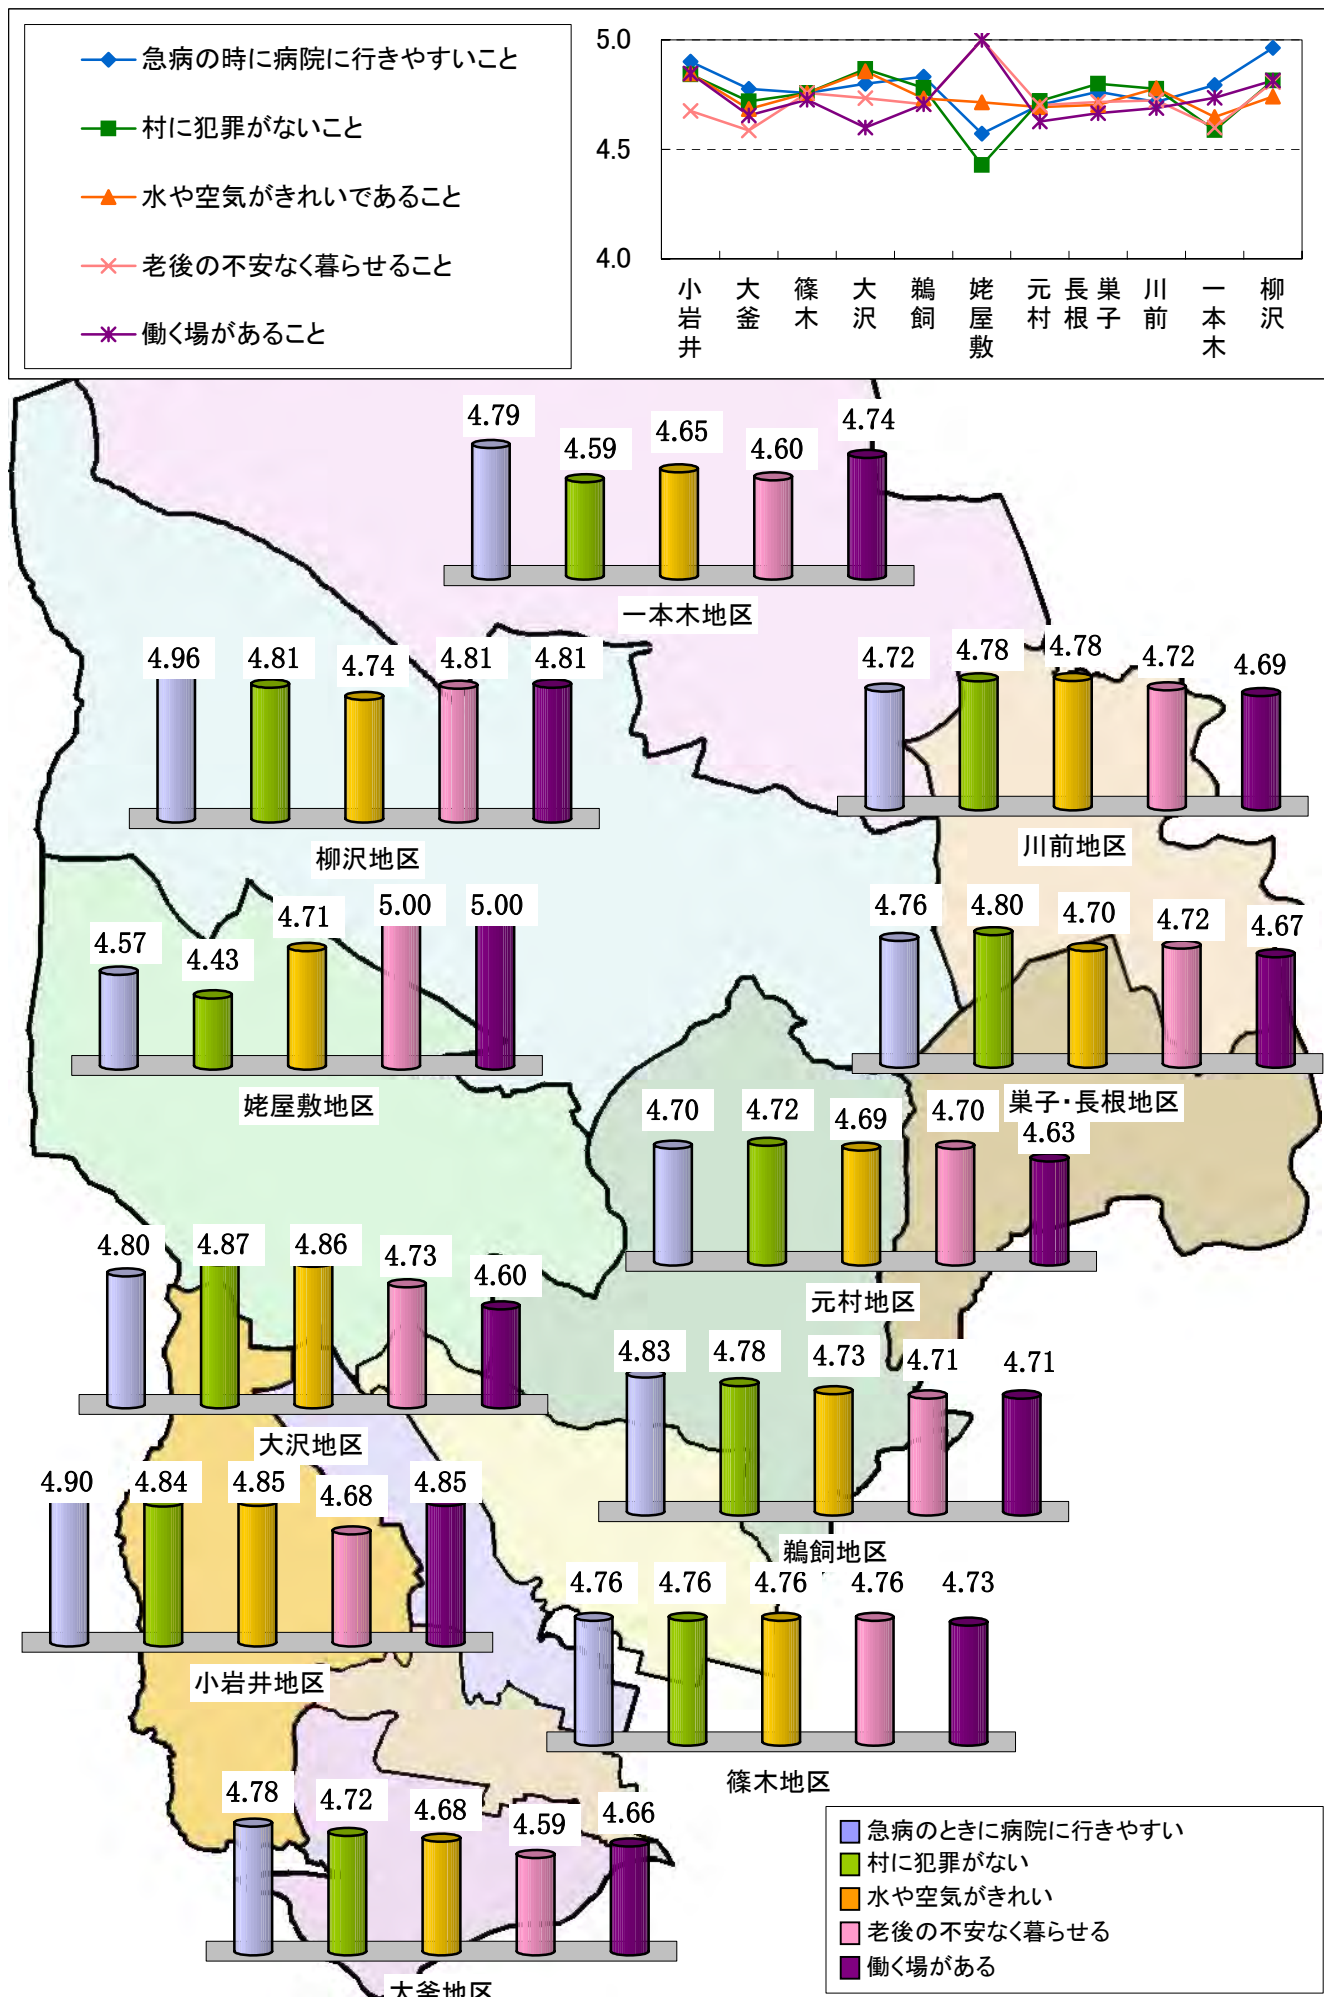 急病の時に病院に行きやすいこと
村に犯罪がないこと
水や空気がきれいであること
老後の不安なく暮らせること
働く場があること
5.0
4.5
4.0
小岩井
大釜
篠木
大沢
鵜飼
姥屋敷
元村
巣子
長根
川前
一本木
柳沢
4.79
4.59
4.65
4.60
4.74
一本木地区
4.96
4.81
4.74
4.81
4.81
柳沢地区
4.72
4.78
4.78
4.72
4.69
川前地区
4.57
4.43
4.71
5.00
5.00
姥屋敷地区
4.76
4.80
4.70
4.72
4.67
巣子・長根地区
4.70
4.72
4.69
4.70
4.63
元村地区
4.80
4.87
4.86
4.73
4.60
大沢地区
4.83
4.78
4.73
4.71
4.71
鵜飼地区
4.90
4.84
4.85
4.68
4.85
小岩井地区
4.76
4.76
4.76
4.76
4.73
篠木地区
4.78
4.72
4.68
4.59
4.66
大釜地区
急病のときに病院に行きやすい
村に犯罪がない
水や空気がきれい
老後の不安なく暮らせる
働く場がある